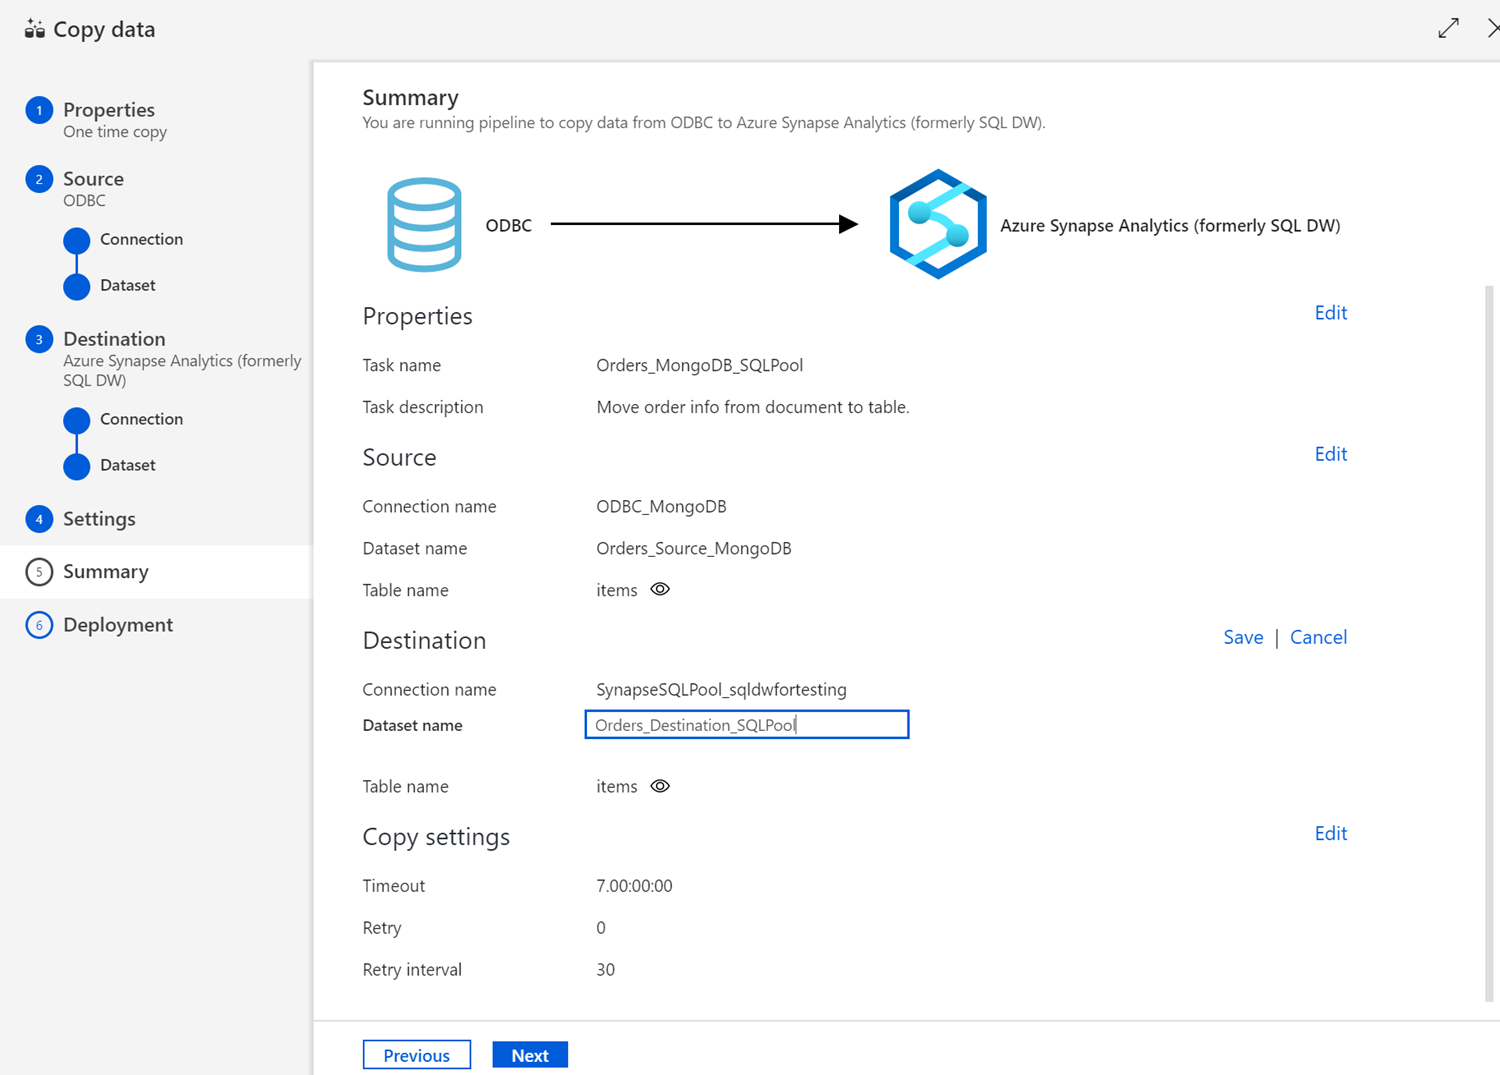 Copy data
1 Properties
One time copy
2 Source
ODBC
Connection
Dataset
3 Destination
Azure Synapse Analytics (formerly
SQL DW)
Connection
Dataset
4 Settings
5 Summary
6 Deployment
Summary
You are running pipeline to copy data from ODBC to Azure Synapse Analytics (formerly SQL DW).
ODBC
Azure Synapse Analytics (formerly SQL DW)
Properties Edit
Task name Orders_MongoDB_SQLPool
Task description Move order info from document to table.
Source Edit
Connection name ODBC_MongoDB
Dataset name Orders_Source_MongoDB
Table name items
Destination Save | Cancel
Connection name SynapseSQLPool_sqldwfortesting
Dataset name Orders_Destination_SQLPool
Table name items
Copy settings Edit
Timeout 7.00:00:00
Retry 0
Retry interval 30
Previous Next